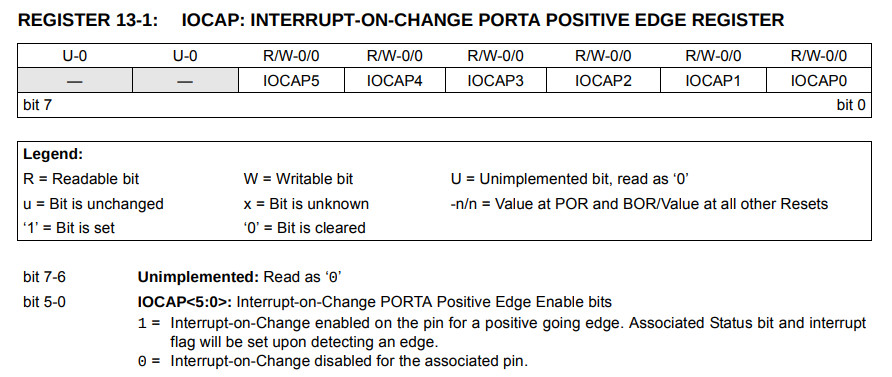 REGISTER 13-1: IOCAP: INTERRUPT-ON-CHANGE PORTA POSITIVE EDGE REGISTER
U-0 U-0 R/W-0/0 R/W-0/0 R/W-0/0 R/W-0/0 R/W-0/0 R/W-0/0
— — IOCAP5 IOCAP4 IOCAP3 IOCAP2 IOCAP1 IOCAP0
bit 7 bit 0
Legend:
R = Readable bit W = Writable bit U = Unimplemented bit, read as ‘0’
u = Bit is unchanged x = Bit is unknown -n/n = Value at POR and BOR/Value at all other Resets
‘1’ = Bit is set ‘0’ = Bit is cleared
bit 7-6 Unimplemented: Read as ‘0’
bit 5-0 IOCAP<5:0>: Interrupt-on-Change PORTA Positive Edge Enable bits
1 = Interrupt-on-Change enabled on the pin for a positive going edge. Associated Status bit and interrupt
flag will be set upon detecting an edge.
0 = Interrupt-on-Change disabled for the associated pin.